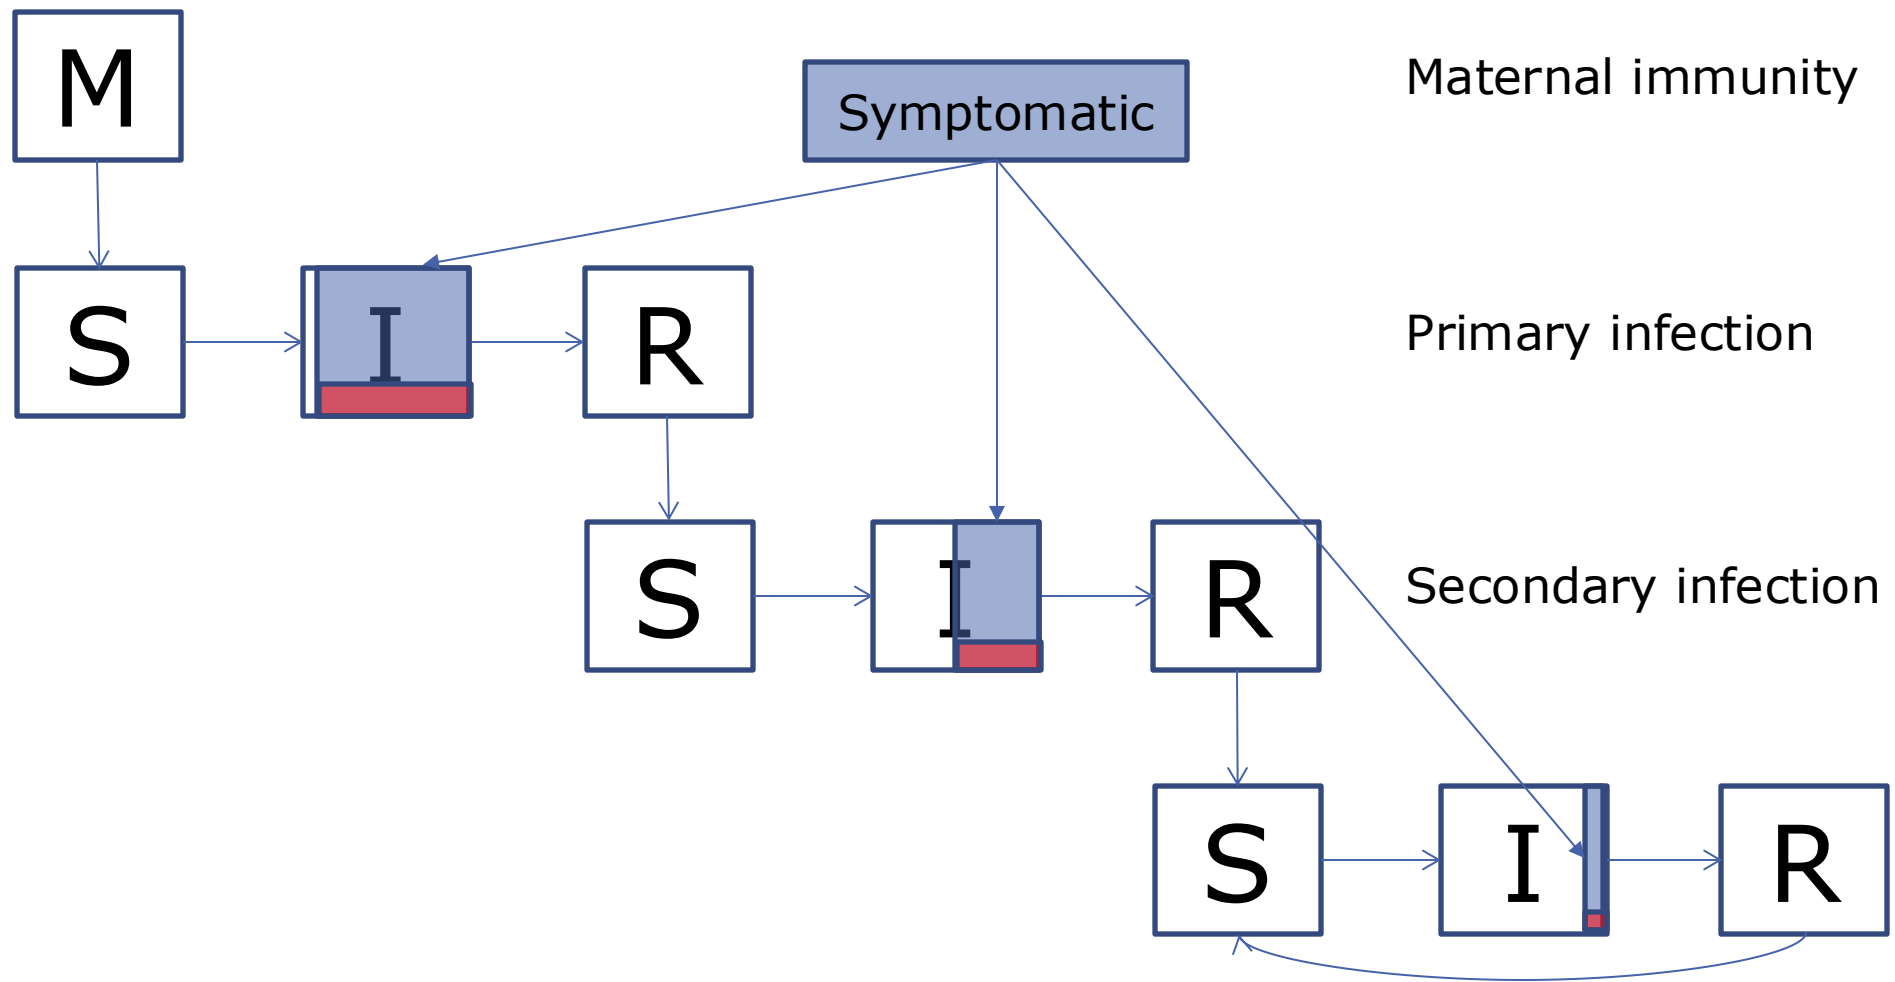 M
Symptomatic
Maternal immunity
S
I
R
Primary infection
S
I
R
Secondary infection
S
I
R